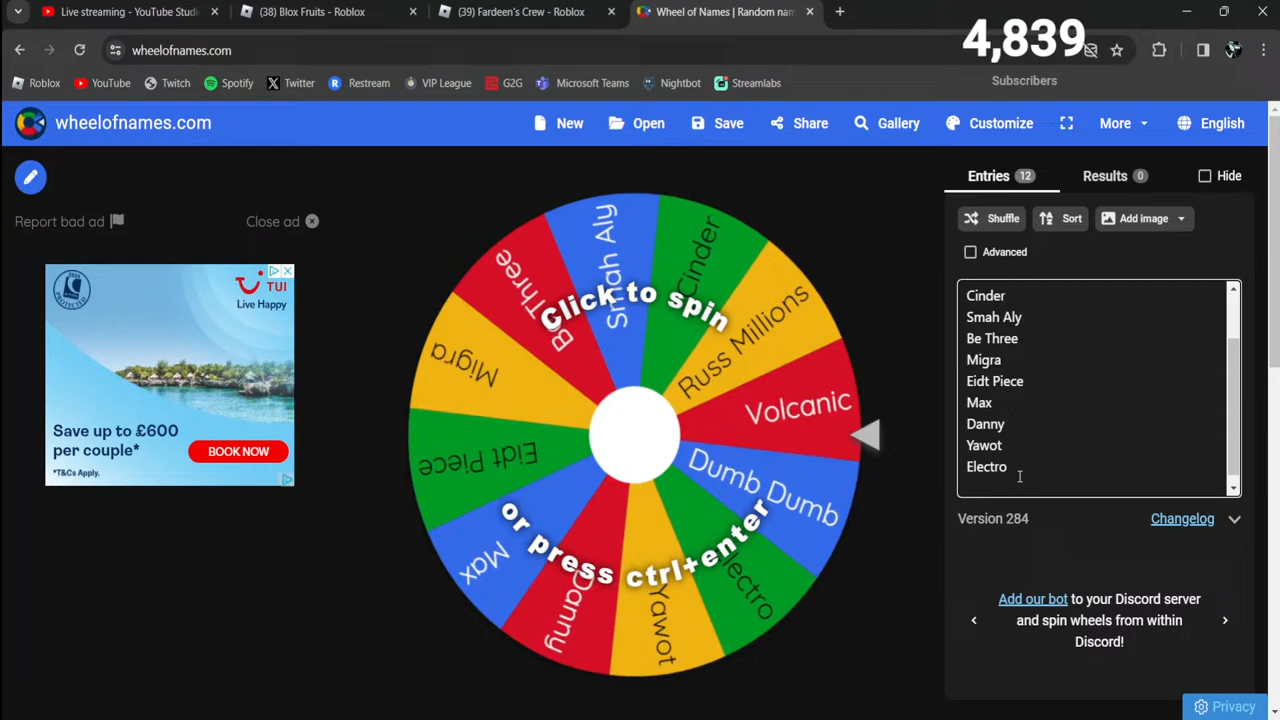 Live streaming - YouTube Studi
(38) Blox Fruits - Roblox
(39) Fardeen's Crew - Roblox
Wheel of Names | Random nam
4,839
Subscribers
wheelofnames.com
Roblox
YouTube
Twitch
Spotify
Twitter
Restream
VIP League
G2G
Microsoft Teams
Nightbot
Streamlabs
wheelofnames.com
New
Open
Save
Share
Gallery
Customize
More
English
Report bad ad
Close ad
TUI
Live Happy
Save up to £600
per couple*
BOOK NOW
*T&Cs Apply.
Click to spin
or press ctrl+enter
Smah Aly
Cinder
Russ Millions
Volcanic
Dumb Dumb
Electro
Yawot
Danny
Max
Eidt Piece
Migra
Be Three
Entries 12
Results 0
Hide
Shuffle
Sort
Add image
Advanced
Cinder
Smah Aly
Be Three
Migra
Eidt Piece
Max
Danny
Yawot
Electro
Version 284
Changelog
Add our bot to your Discord server
and spin wheels from within
Discord!
Privacy